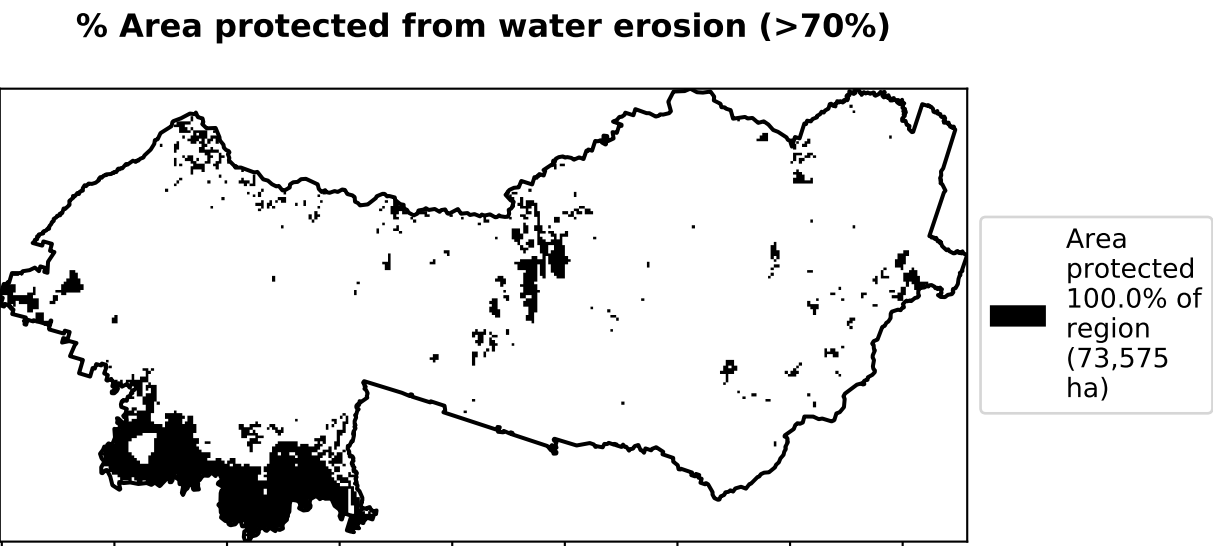 % Area protected from water erosion (>70%)
Area
protected
100.0% of
region
(73,575
ha)